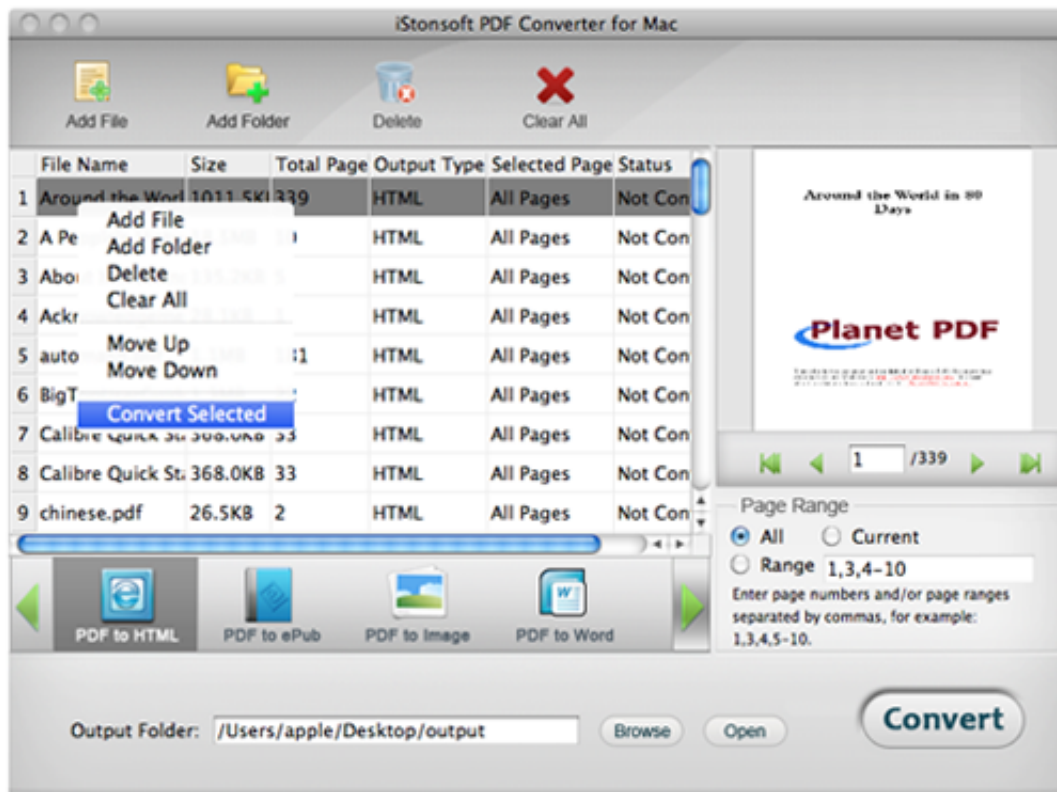 iStonsoft PDF Converter for Mac
Add File Add Folder Delete Clear All
File Name Size Total Page Output Type Selected Page Status
1 Around the Worl 1011.5K 339 HTML All Pages Not Con
2 A Pe HTML All Pages Not Con
3 Abo HTML All Pages Not Con
4 Ackr HTML All Pages Not Con
5 auto 31 HTML All Pages Not Con
6 BigT HTML All Pages Not Con
7 Calibre Quick St 368.0KB 33 HTML All Pages Not Con
8 Calibre Quick Sta 368.0KB 33 HTML All Pages Not Con
9 chinese.pdf 26.5KB 2 HTML All Pages Not Con
Add File
Add Folder
Delete
Clear All
Move Up
Move Down
Convert Selected
Around the World in 80
Days
Planet PDF
1 /339
Page Range
All Current
Range 1,3,4-10
Enter page numbers and/or page ranges
separated by commas, for example:
1,3,4,5-10.
PDF to HTML PDF to ePub PDF to Image PDF to Word
Output Folder: /Users/apple/Desktop/output Browse Open Convert